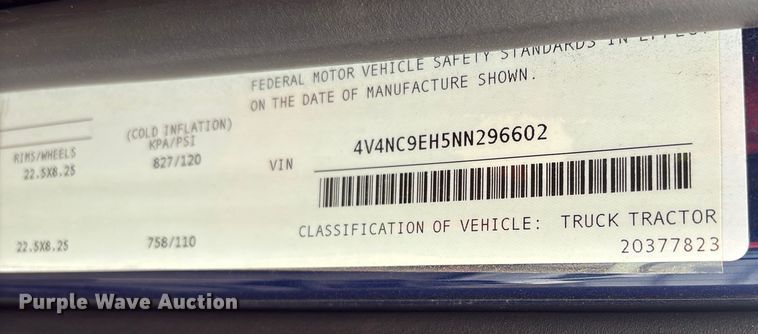 FEDERAL MOTOR VEHICLE SAFETY STANDARDS IN EFFECT
ON THE DATE OF MANUFACTURE SHOWN.
(COLD INFLATION)
RIMS/WHEELS KPA/PSI
22.5X8.25 827/120
VIN 4V4NC9EH5NN296602
CLASSIFICATION OF VEHICLE: TRUCK TRACTOR
22.5X8.25 758/110
20377823
Purple Wave Auction